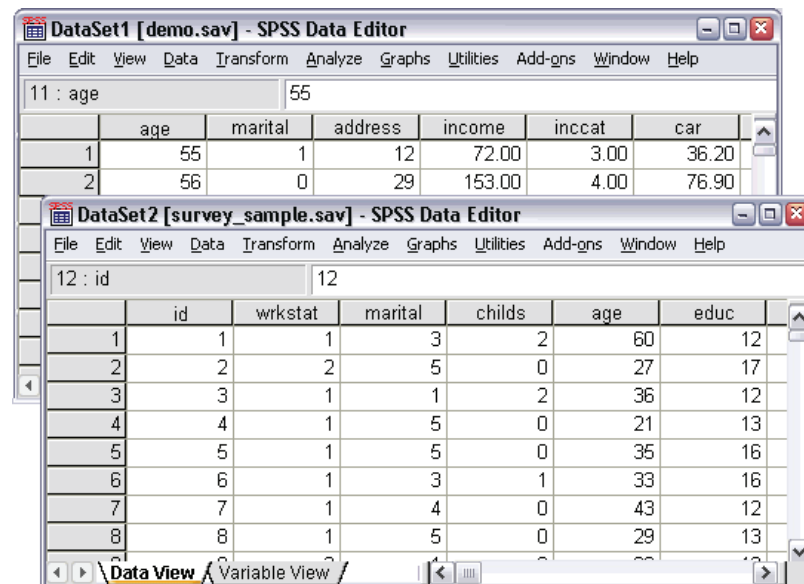 DataSet1 [demo.sav] - SPSS Data Editor
File Edit View Data Transform Analyze Graphs Utilities Add-ons Window Help
11 : age 55
age marital address income inccat car
1 55 1 12 72.00 3.00 36.20
2 56 0 29 153.00 4.00 76.90
DataSet2 [survey_sample.sav] - SPSS Data Editor
File Edit View Data Transform Analyze Graphs Utilities Add-ons Window Help
12 : id 12
id wrkstat marital childs age educ
1 1 1 3 2 60 12
2 2 2 5 0 27 17
3 3 1 1 2 36 12
4 4 1 5 0 21 13
5 5 1 5 0 35 16
6 6 1 3 1 33 16
7 7 1 4 0 43 12
8 8 1 5 0 29 13
Data View Variable View